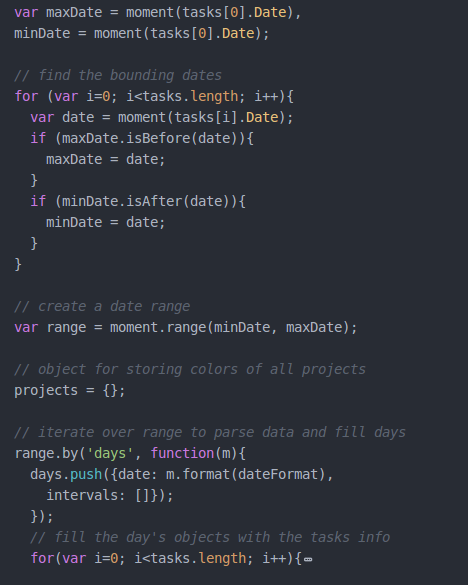 var maxDate = moment(tasks[0].Date),
minDate = moment(tasks[0].Date);
// find the bounding dates
for (var i=0; i<tasks.length; i++){
var date = moment(tasks[i].Date);
if (maxDate.isBefore(date)){
maxDate = date;
}
if (minDate.isAfter(date)){
minDate = date;
}
}
// create a date range
var range = moment.range(minDate, maxDate);
// object for storing colors of all projects
projects = {};
// iterate over range to parse data and fill days
range.by('days', function(m){
days.push({date: m.format(dateFormat),
intervals: []});
});
// fill the day's objects with the tasks info
for(var i=0; i<tasks.length; i++){